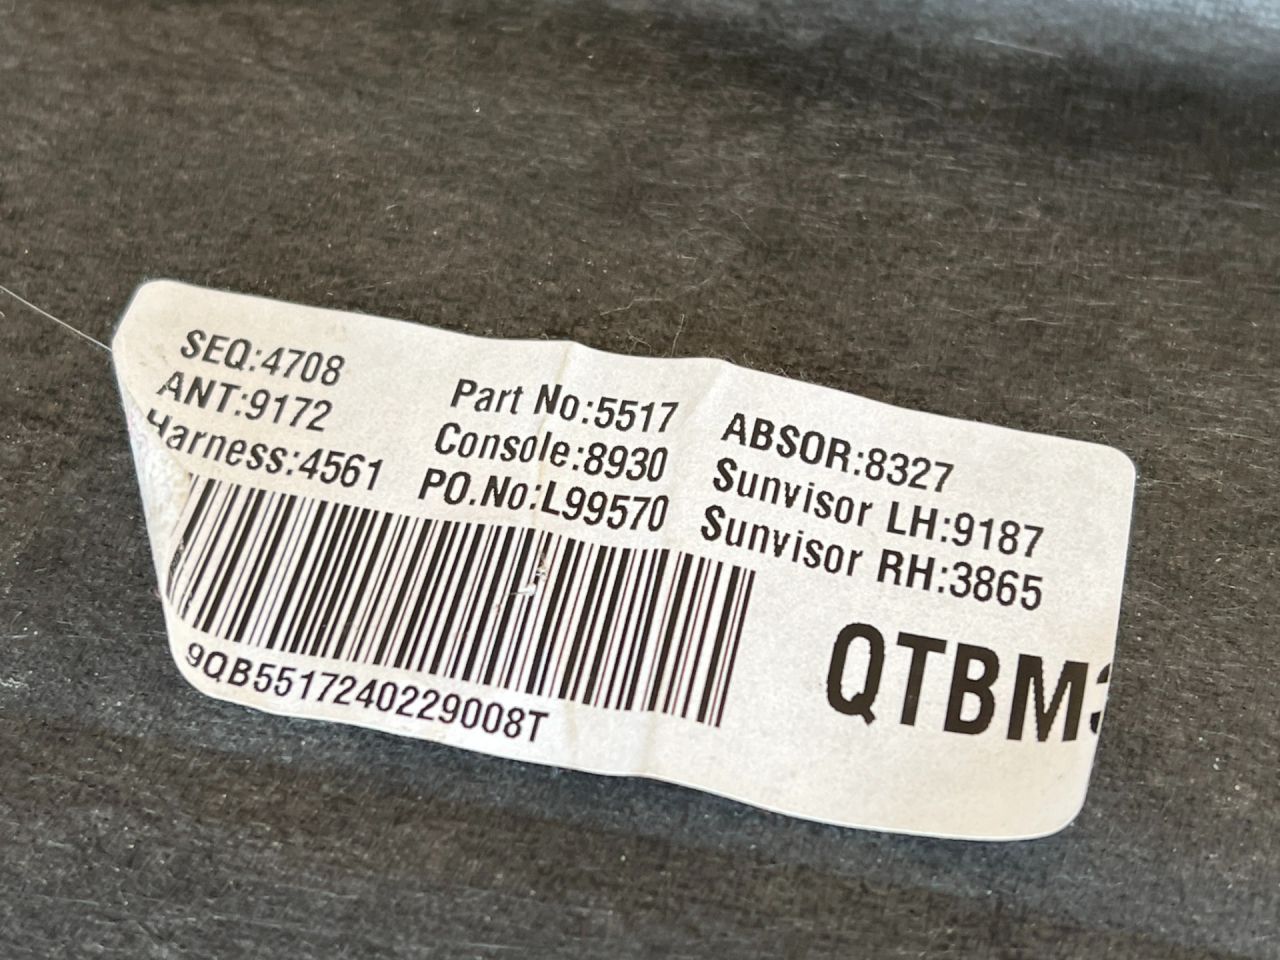 SEQ:4708
ANT:9172
Harness:4561
Part No:5517
Console:8930
PO.No:L99570
ABSOR:8327
Sunvisor LH:9187
Sunvisor RH:3865
9QB5517240229008T
QTBM